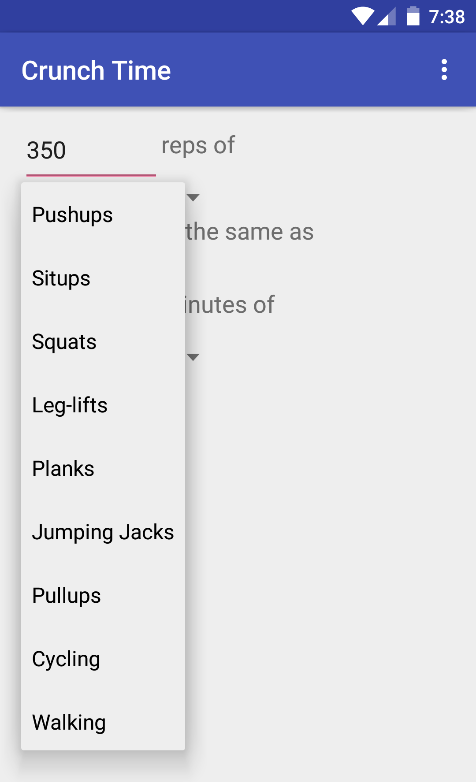 7:38
Crunch Time
350 reps of
Pushups
the same as
Situps
inutes of
Squats
Leg-lifts
Planks
Jumping Jacks
Pullups
Cycling
Walking